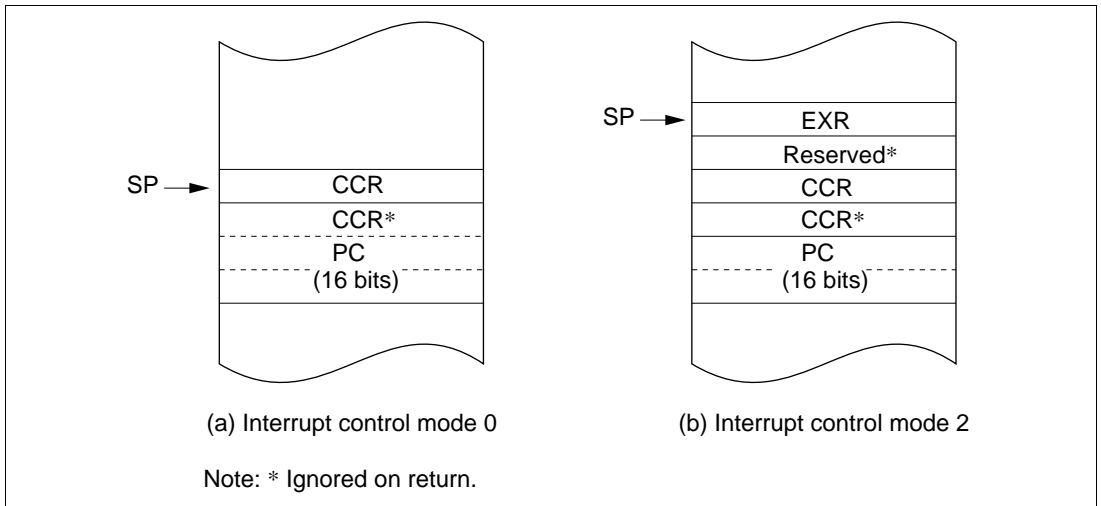 SP
CCR
CCR*
PC
(16 bits)
(a) Interrupt control mode 0
SP
EXR
Reserved*
CCR
CCR*
PC
(16 bits)
(b) Interrupt control mode 2
Note: * Ignored on return.